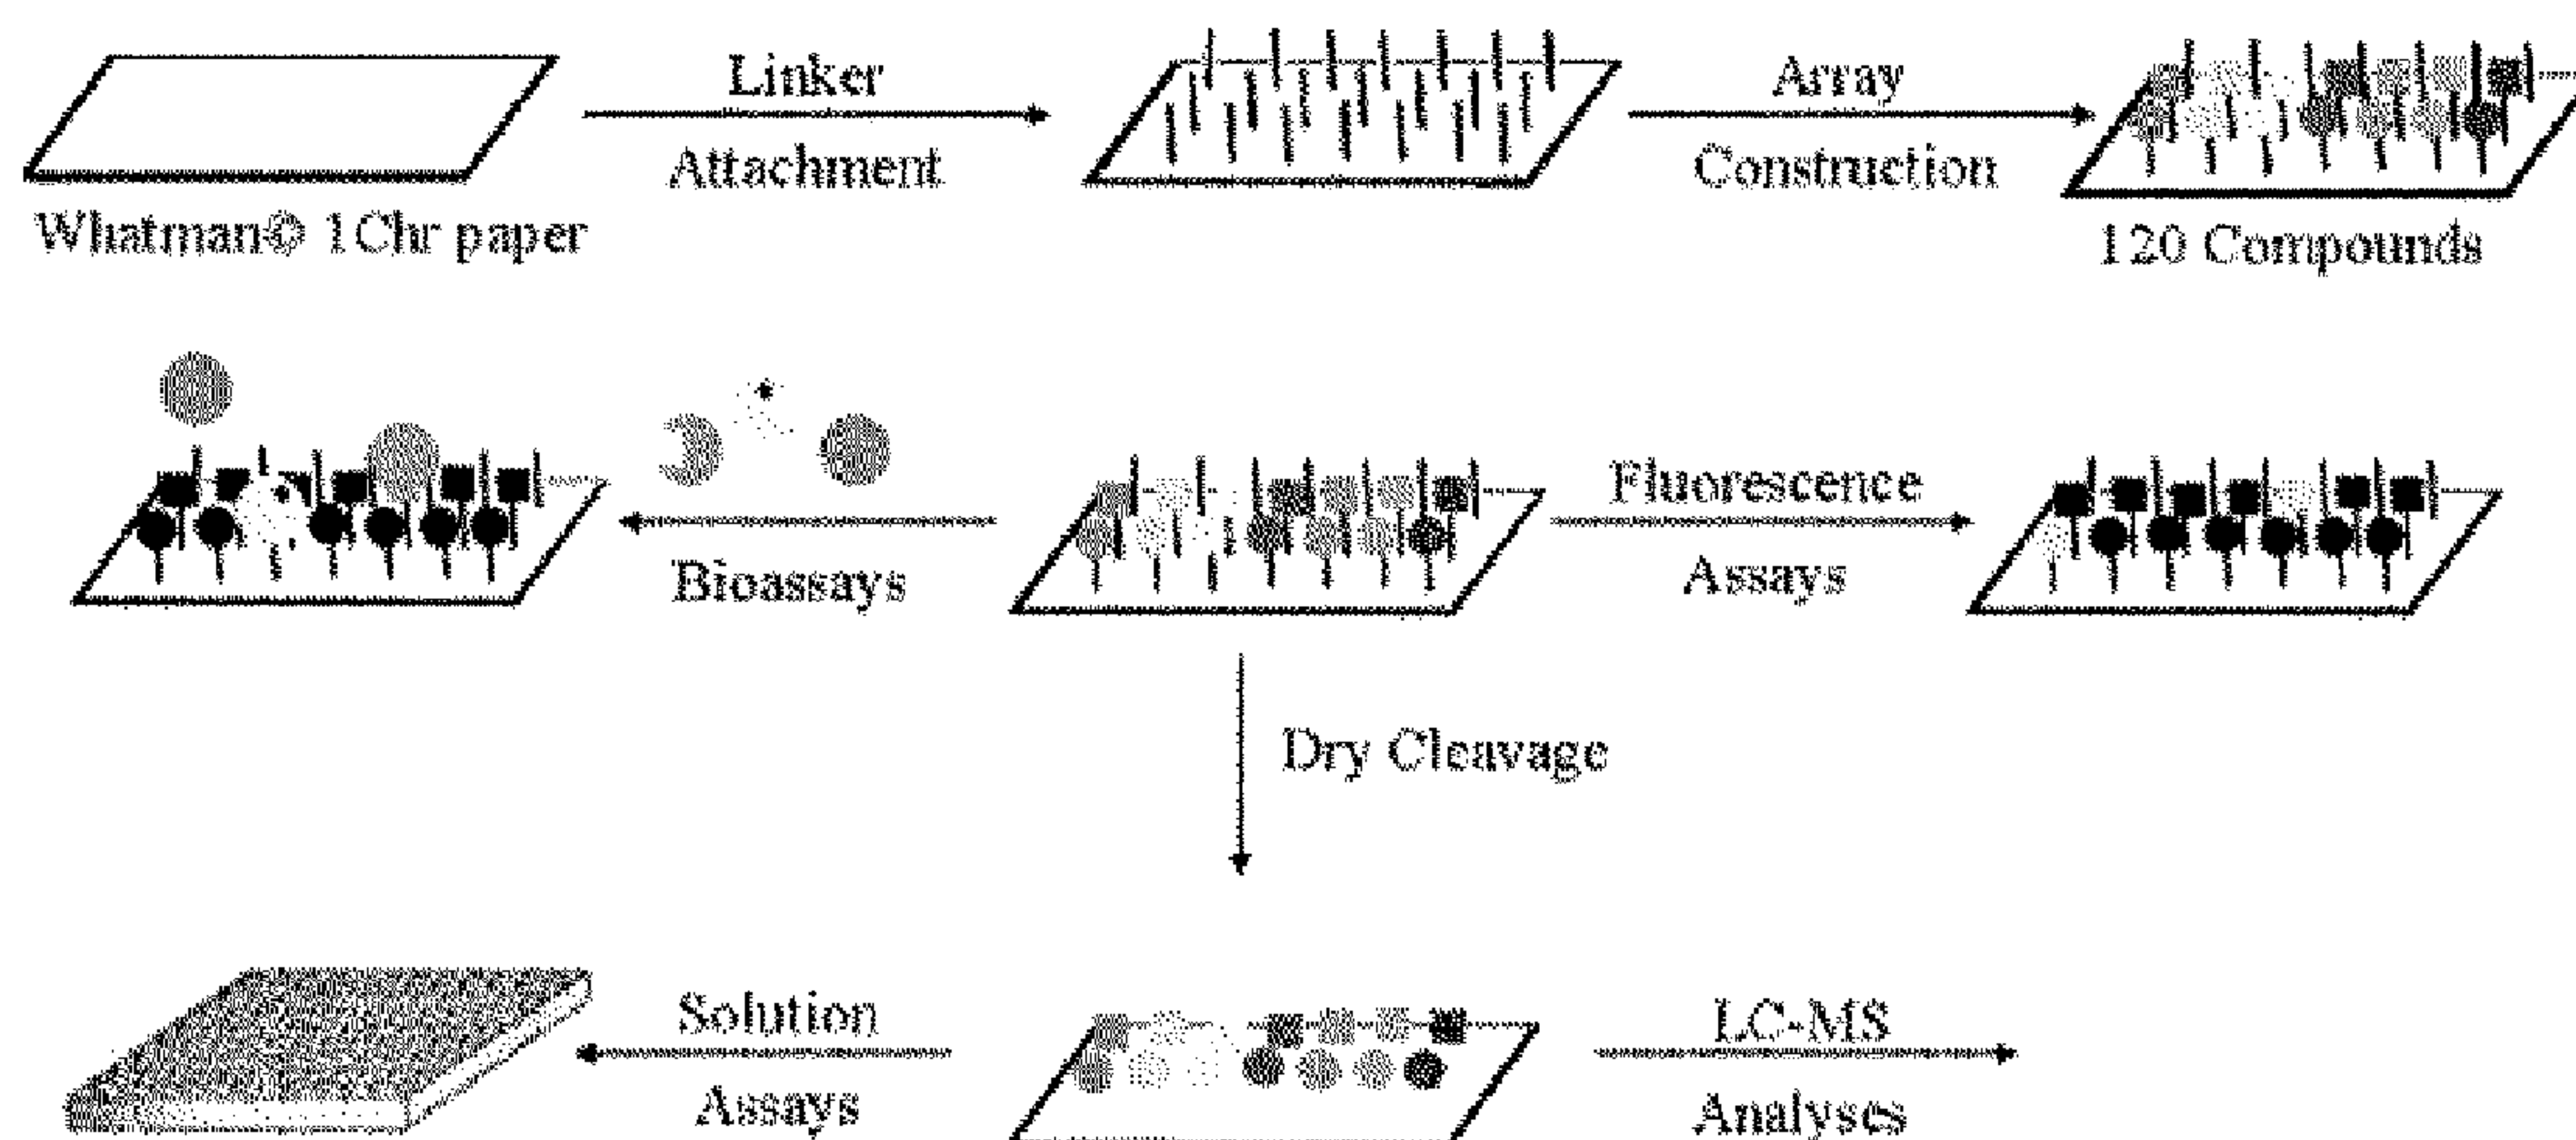 Linker
Attachment
Array
Construction
Whatman© 1Chr paper
120 Compounds
Bioassays
Fluorescence
Assays
Dry Cleavage
Solution
Assays
LC-MS
Analyses